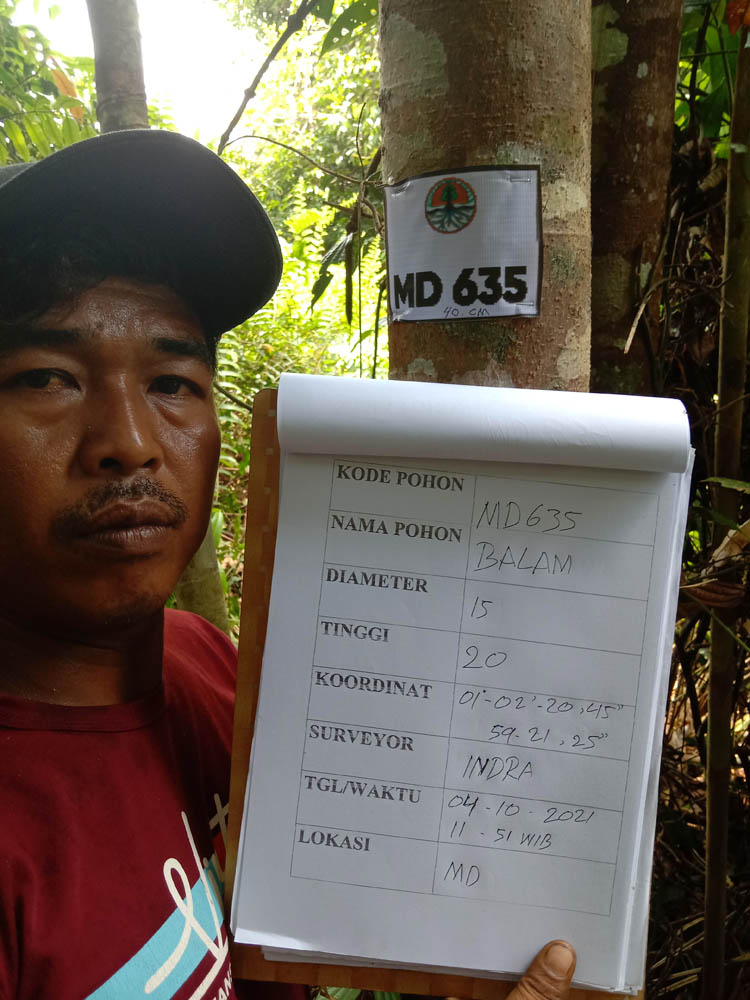 MD 635
40. CM
KODE POHON MD635
NAMA POHON BALAM
DIAMETER 15
TINGGI 20
KOORDINAT 01°-02'-20,45"
59-21,25"
SURVEYOR INDRA
TGL/WAKTU 04-10-2021
11-51 WIB
LOKASI MD